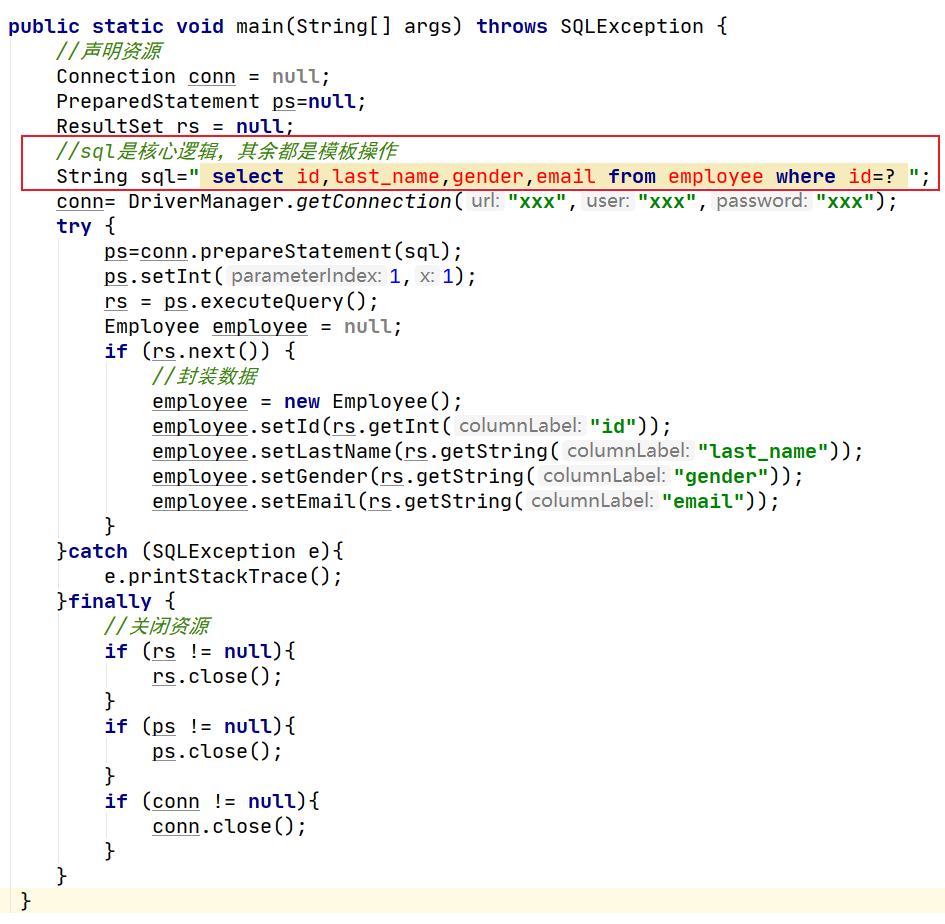 public static void main(String[] args) throws SQLException {
//声明资源
Connection conn = null;
PreparedStatement ps=null;
ResultSet rs = null;
//sql是核心逻辑，其余都是模板操作
String sql=" select id,last_name,gender,email from employee where id=? ";
conn= DriverManager.getConnection( url: "xxx", user: "xxx", password: "xxx");
try {
ps=conn.prepareStatement(sql);
ps.setInt( parameterIndex: 1, x: 1);
rs = ps.executeQuery();
Employee employee = null;
if (rs.next()) {
//封装数据
employee = new Employee();
employee.setId(rs.getInt( columnLabel: "id"));
employee.setLastName(rs.getString( columnLabel: "last_name"));
employee.setGender(rs.getString( columnLabel: "gender"));
employee.setEmail(rs.getString( columnLabel: "email"));
}
}catch (SQLException e){
e.printStackTrace();
}finally {
//关闭资源
if (rs != null){
rs.close();
}
if (ps != null){
ps.close();
}
if (conn != null){
conn.close();
}
}
}